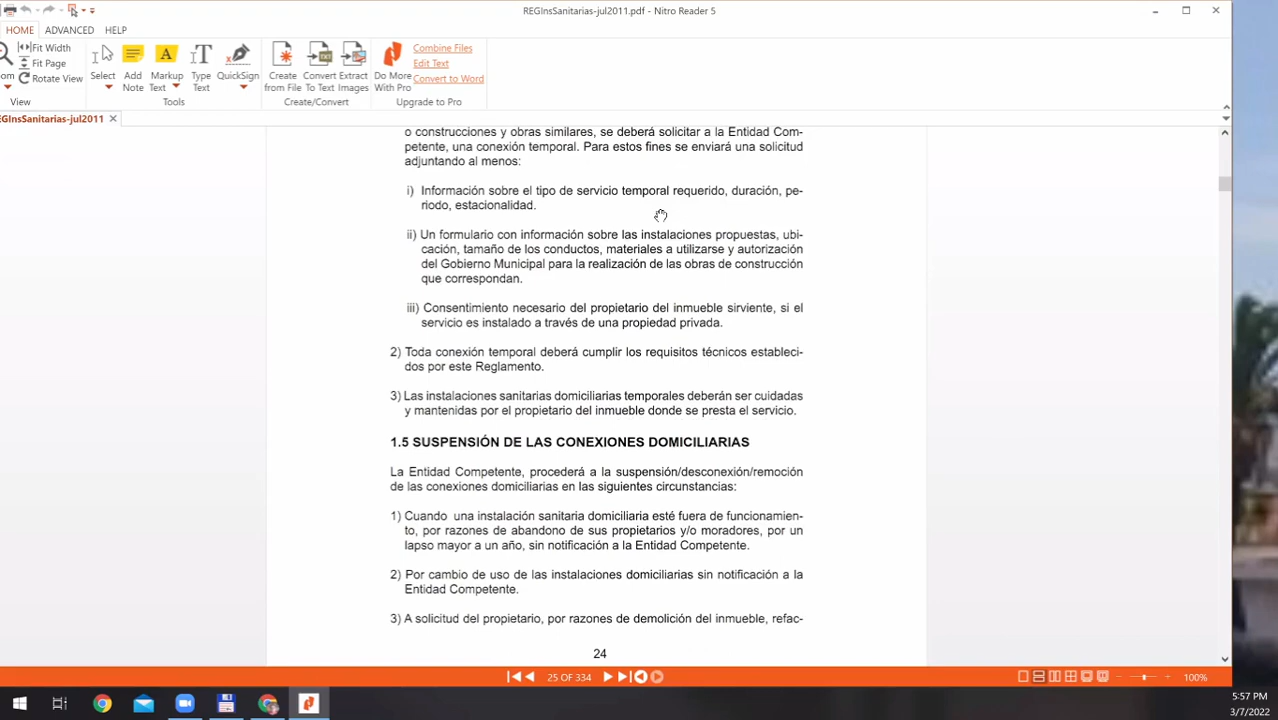 REGInsSanitarias-jul2011.pdf - Nitro Reader 5
HOME ADVANCED HELP
Fit Width
Fit Page
Rotate View
View
Select
Add Note
Markup Text
Type Text
QuickSign
Tools
Create from File
Convert To Text
Extract Images
Create/Convert
Do More With Pro
Combine Files
Edit Text
Convert to Word
Upgrade to Pro
EGInsSanitarias-jul2011
o construcciones y obras similares, se deberá solicitar a la Entidad Com-
petente, una conexión temporal. Para estos fines se enviará una solicitud
adjuntando al menos:
i) Información sobre el tipo de servicio temporal requerido, duración, pe-
riodo, estacionalidad.
ii) Un formulario con información sobre las instalaciones propuestas, ubi-
cación, tamaño de los conductos, materiales a utilizarse y autorización
del Gobierno Municipal para la realización de las obras de construcción
que correspondan.
iii) Consentimiento necesario del propietario del inmueble sirviente, si el
servicio es instalado a través de una propiedad privada.
2) Toda conexión temporal deberá cumplir los requisitos técnicos estableci-
dos por este Reglamento.
3) Las instalaciones sanitarias domiciliarias temporales deberán ser cuidadas
y mantenidas por el propietario del inmueble donde se presta el servicio.
1.5 SUSPENSIÓN DE LAS CONEXIONES DOMICILIARIAS
La Entidad Competente, procederá a la suspensión/desconexión/remoción
de las conexiones domiciliarias en las siguientes circunstancias:
1) Cuando una instalación sanitaria domiciliaria esté fuera de funcionamien-
to, por razones de abandono de sus propietarios y/o moradores, por un
lapso mayor a un año, sin notificación a la Entidad Competente.
2) Por cambio de uso de las instalaciones domiciliarias sin notificación a la
Entidad Competente.
3) A solicitud del propietario, por razones de demolición del inmueble, refac-
24
25 OF 334
100%
5:57 PM
3/7/2022